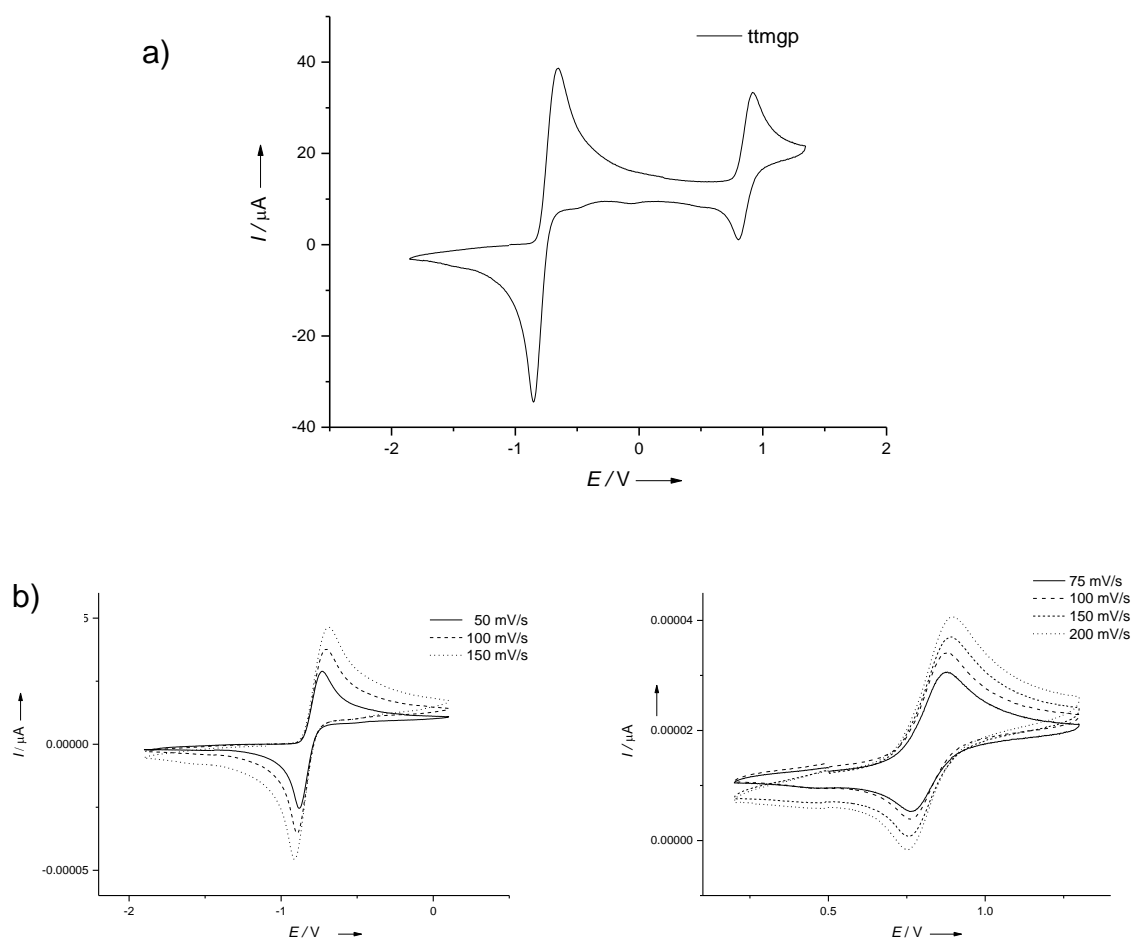 a)
ttmgp
40
20
0
-20
-40
-2
-1
0
1
2
I / μA
E / V
b)
5
0.00000
-0.00005
-2
-1
0
I / μA
E / V
50 mV/s
100 mV/s
150 mV/s
75 mV/s
100 mV/s
150 mV/s
200 mV/s
0.00004
0.00002
0.00000
0.5
1.0
I / μA
E / V